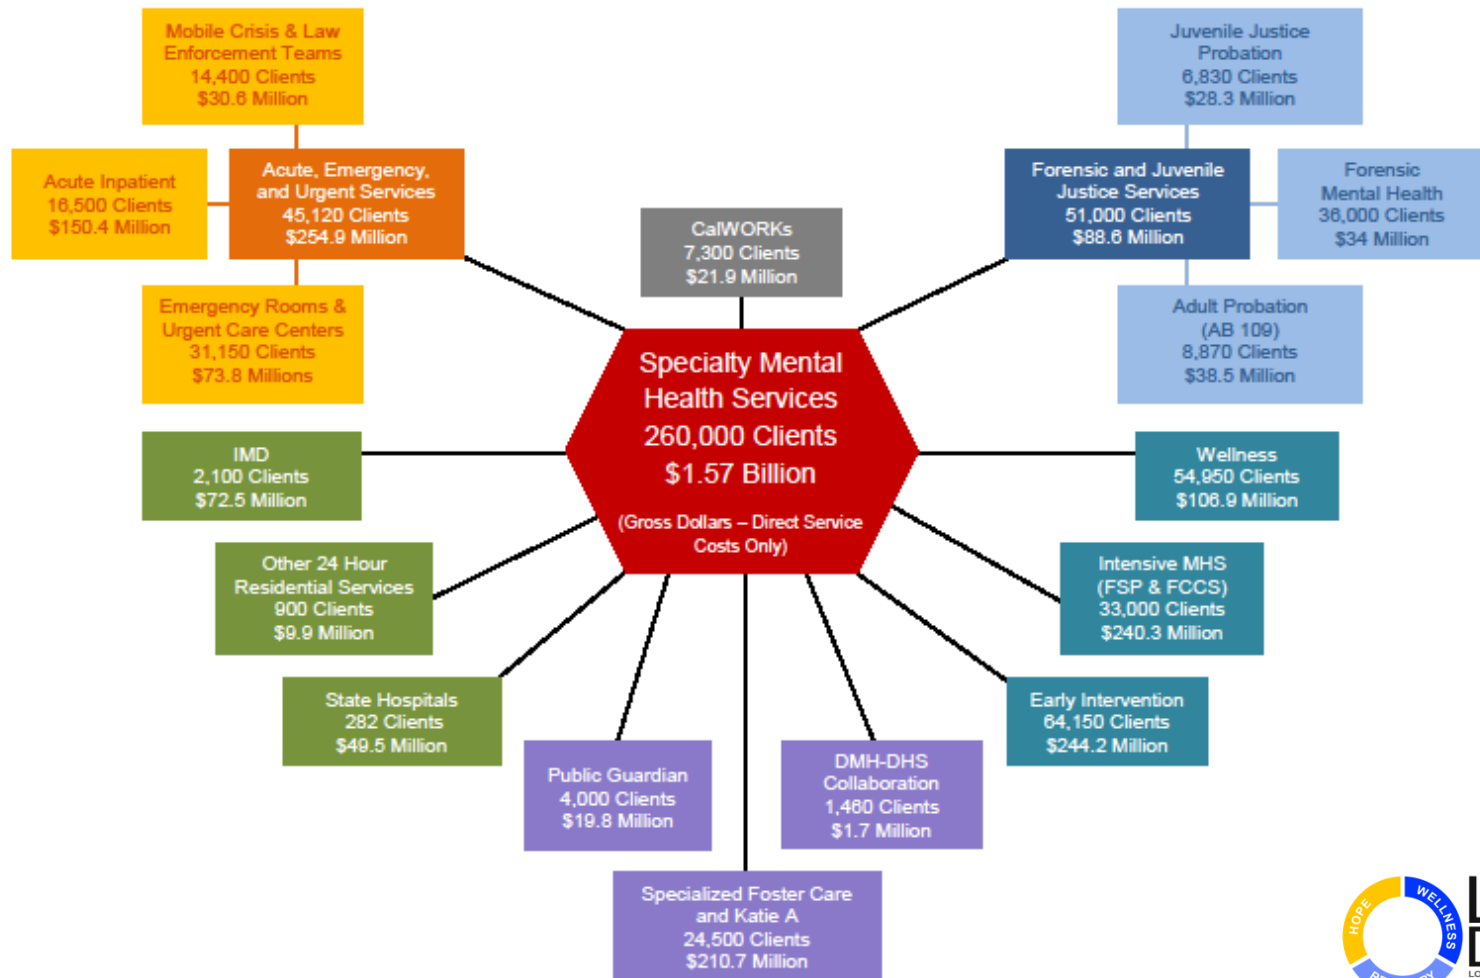 Mobile Crisis & Law
Enforcement Teams
14,400 Clients
$30.6 Million
Acute Inpatient
16,500 Clients
$150.4 Million
Acute, Emergency,
and Urgent Services
45,120 Clients
$254.9 Million
Emergency Rooms &
Urgent Care Centers
31,150 Clients
$73.8 Millions
CalWORKs
7,300 Clients
$21.9 Million
Juvenile Justice
Probation
6,830 Clients
$28.3 Million
Forensic and Juvenile
Justice Services
51,000 Clients
$88.6 Million
Forensic
Mental Health
36,000 Clients
$34 Million
Adult Probation
(AB 109)
8,870 Clients
$38.5 Million
Specialty Mental
Health Services
260,000 Clients
$1.57 Billion
(Gross Dollars – Direct Service
Costs Only)
IMD
2,100 Clients
$72.5 Million
Other 24 Hour
Residential Services
900 Clients
$9.9 Million
State Hospitals
282 Clients
$49.5 Million
Public Guardian
4,000 Clients
$19.8 Million
Specialized Foster Care
and Katie A
24,500 Clients
$210.7 Million
DMH-DHS
Collaboration
1,460 Clients
$1.7 Million
Early Intervention
64,150 Clients
$244.2 Million
Intensive MHS
(FSP & FCCS)
33,000 Clients
$240.3 Million
Wellness
54,950 Clients
$106.9 Million
HOPE
WELLNESS